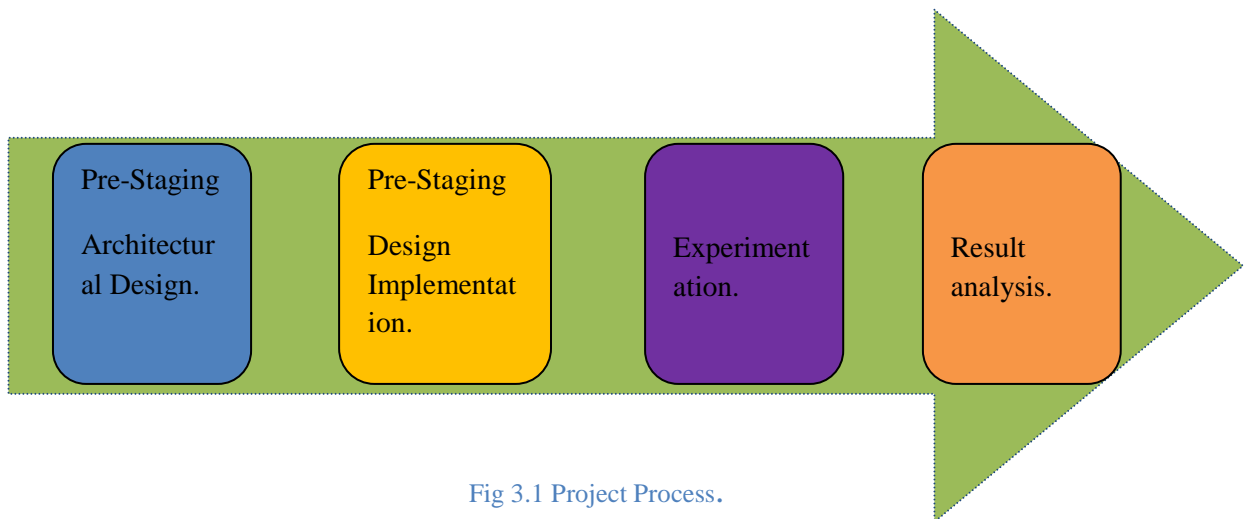 Pre-Staging
Architectur
al Design.
Pre-Staging
Design
Implementat
ion.
Experiment
ation.
Result
analysis.
Fig 3.1 Project Process.